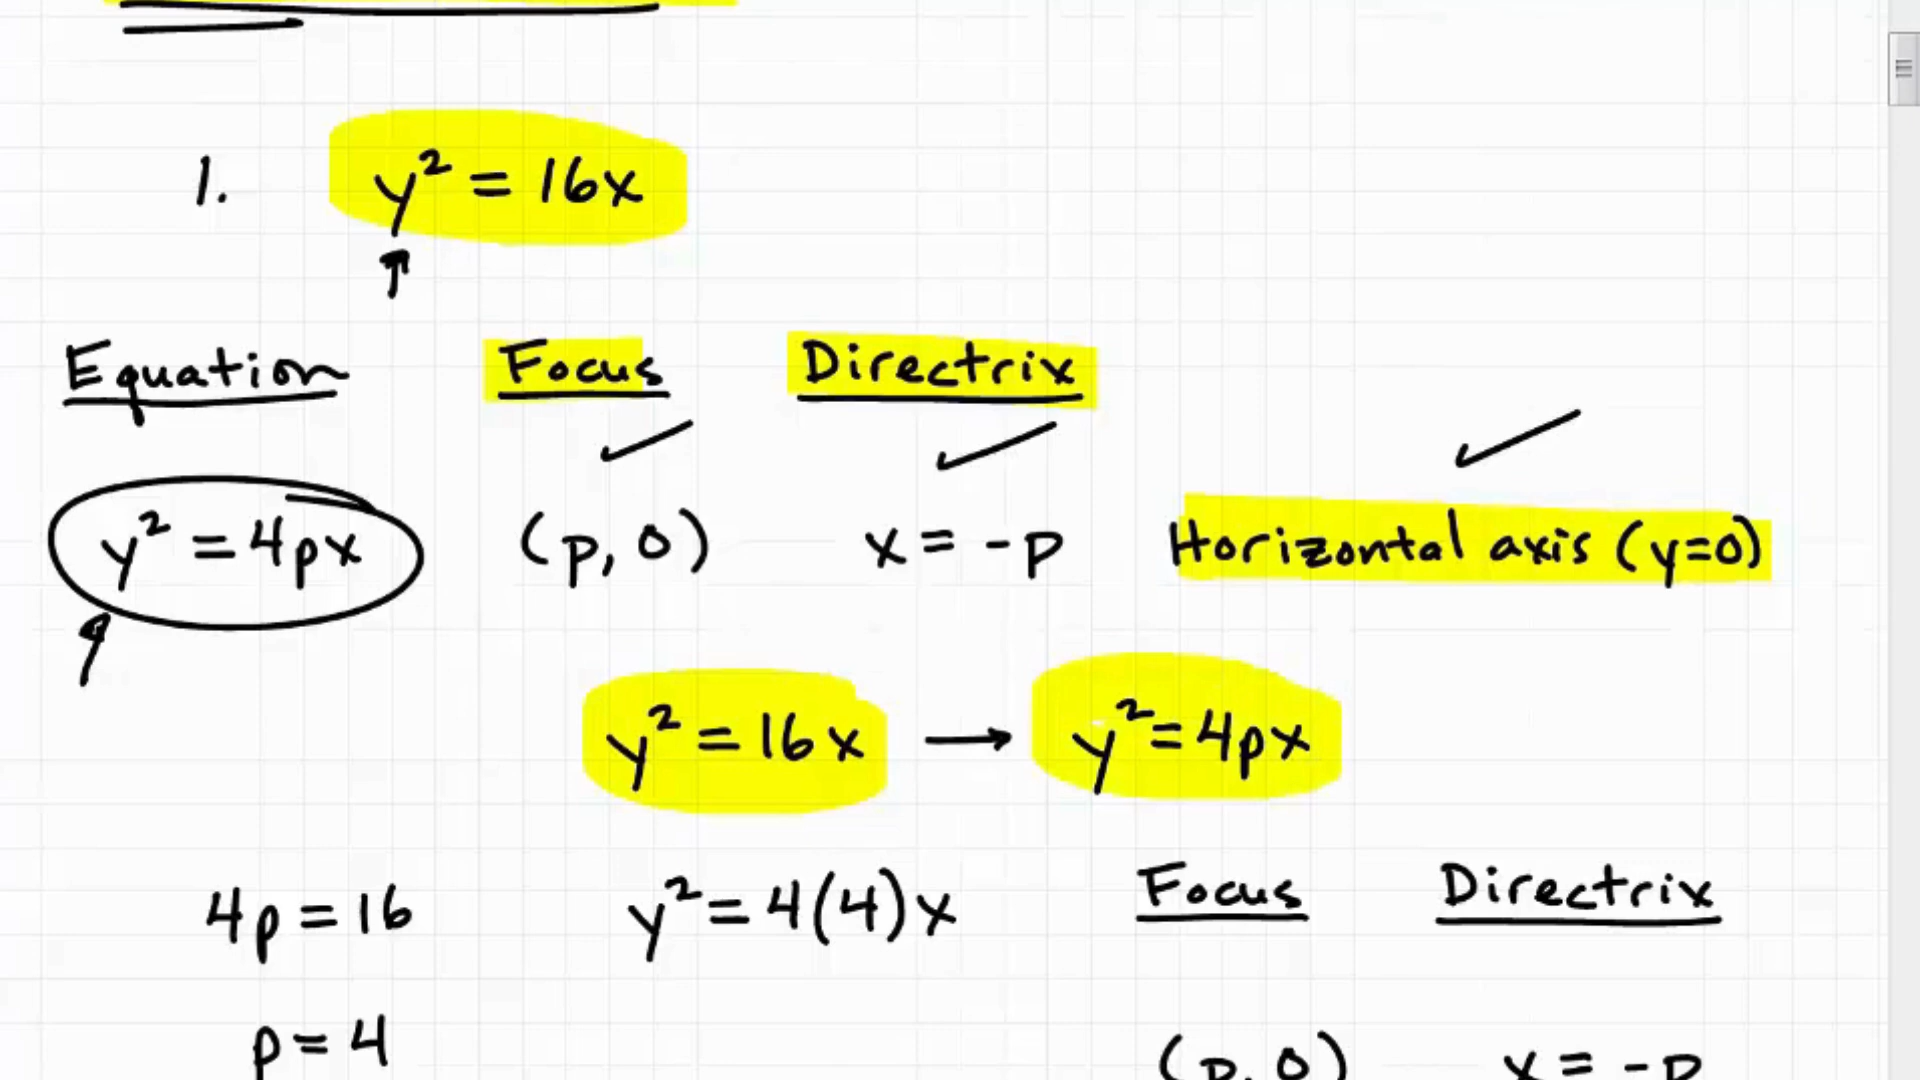 1. y² = 16x
Equation Focus Directrix
y² = 4px (p, 0) x = -p Horizontal axis (y=0)
y² = 16x → y² = 4px
4p = 16 y² = 4(4)x Focus Directrix
p = 4 (p, 0) x = -p